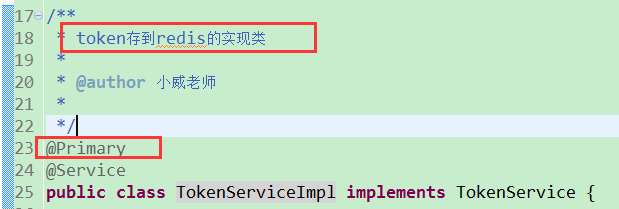 17 /**
18 * token存到redis的实现类
19 *
20 * @author 小威老师
21 *
22 */
23 @Primary
24 @Service
25 public class TokenServiceImpl implements TokenService {